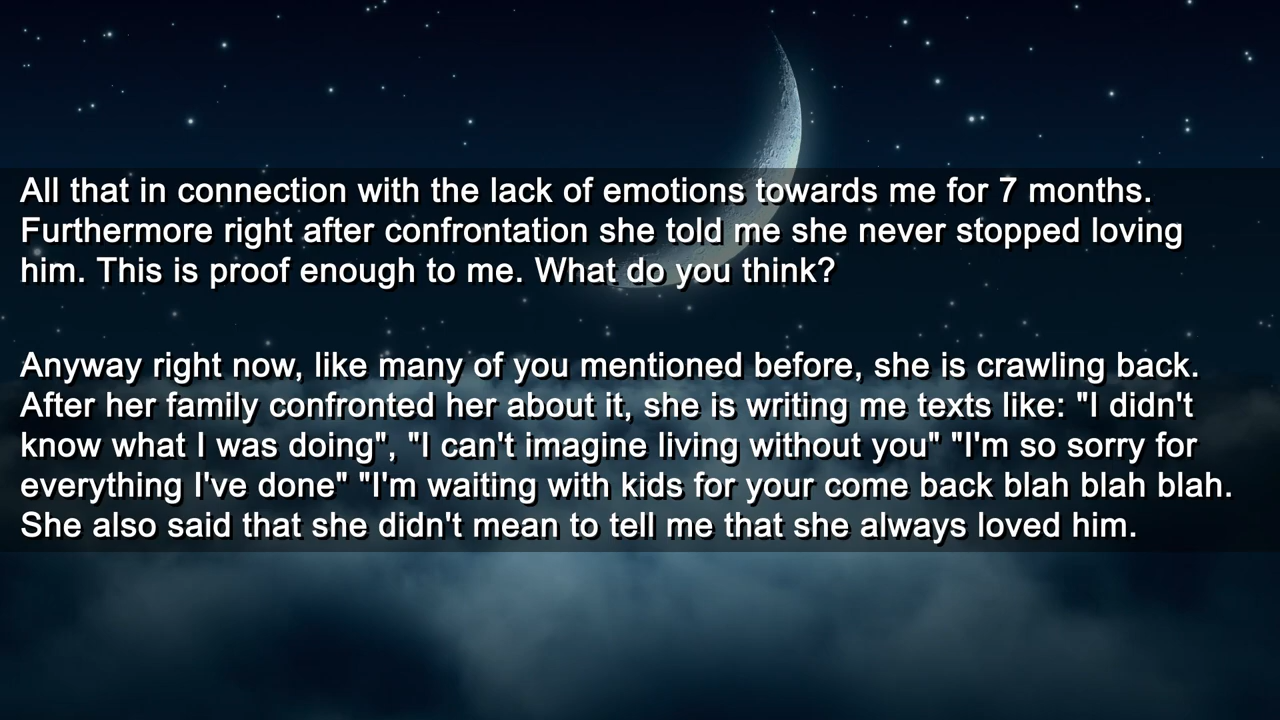 All that in connection with the lack of emotions towards me for 7 months.
Furthermore right after confrontation she told me she never stopped loving
him. This is proof enough to me. What do you think?
Anyway right now, like many of you mentioned before, she is crawling back.
After her family confronted her about it, she is writing me texts like: "I didn't
know what I was doing", "I can't imagine living without you" "I'm so sorry for
everything I've done" "I'm waiting with kids for your come back blah blah blah.
She also said that she didn't mean to tell me that she always loved him.